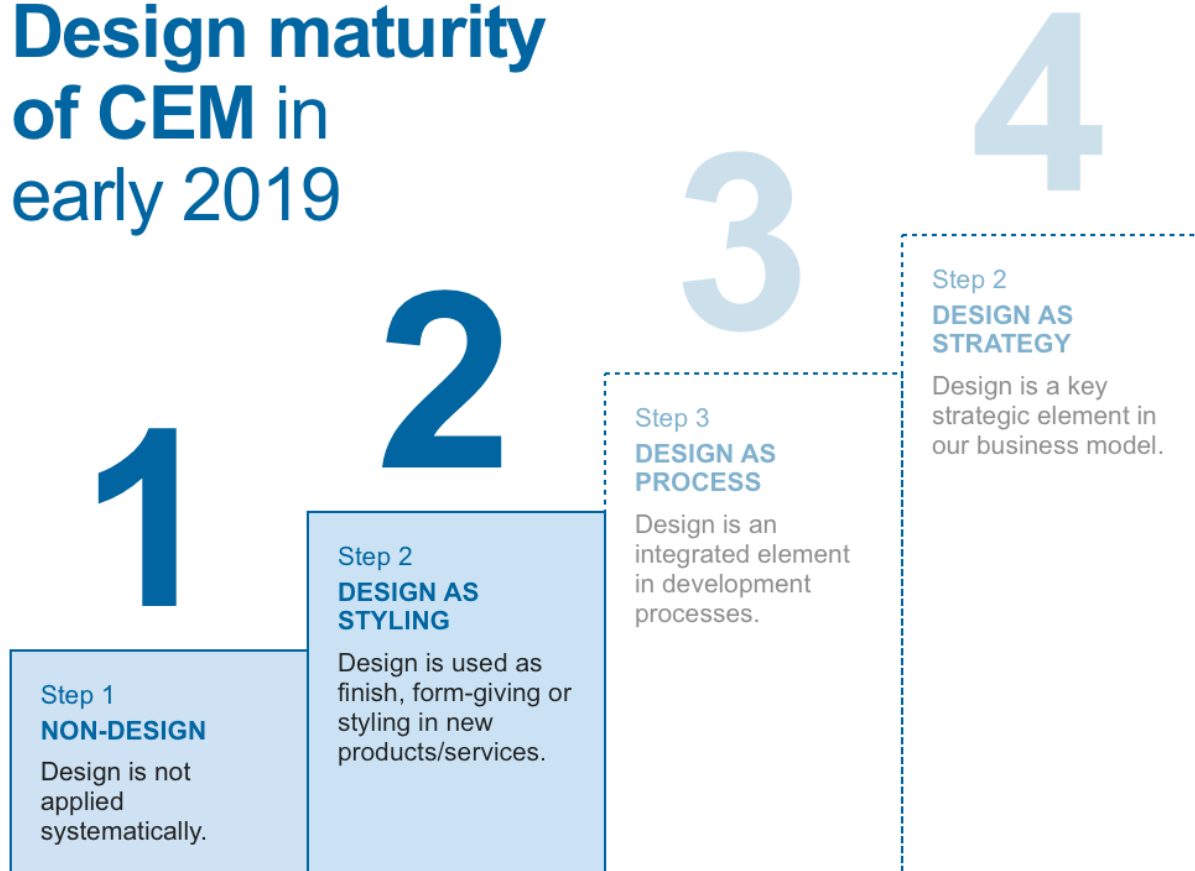 Design maturity
of CEM in
early 2019
1
Step 1
NON-DESIGN
Design is not
applied
systematically.
2
Step 2
DESIGN AS
STYLING
Design is used as
finish, form-giving or
styling in new
products/services.
3
Step 3
DESIGN AS
PROCESS
Design is an
integrated element
in development
processes.
4
Step 2
DESIGN AS
STRATEGY
Design is a key
strategic element in
our business model.